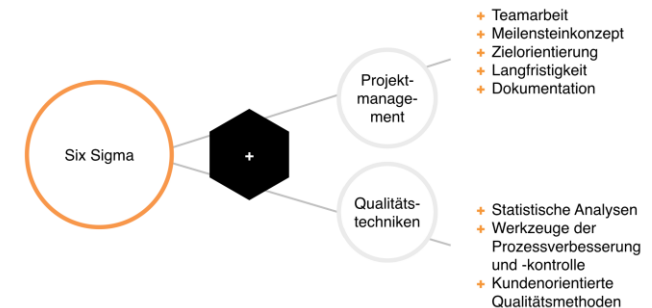 Six Sigma
+
Projekt-
manage-
ment
+ Teamarbeit
+ Meilensteinkonzept
+ Zielorientierung
+ Langfristigkeit
+ Dokumentation
Qualitäts-
techniken
+ Statistische Analysen
+ Werkzeuge der
Prozessverbesserung
und -kontrolle
+ Kundenorientierte
Qualitätsmethoden